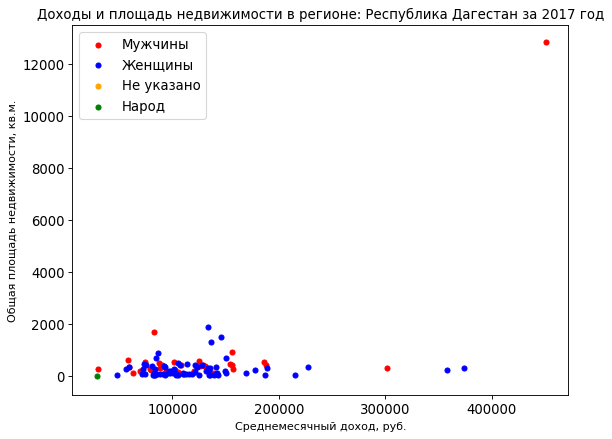 Доходы и площадь недвижимости в регионе: Республика Дагестан за 2017 год
Мужчины
Женщины
Не указано
Народ
Общая площадь недвижимости, кв.м.
12000
10000
8000
6000
4000
2000
0
100000 200000 300000 400000
Среднемесячный доход, руб.